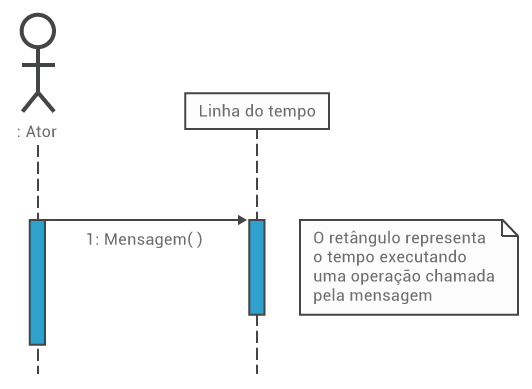 : Ator
Linha do tempo
1: Mensagem( )
O retângulo representa
o tempo executando
uma operação chamada
pela mensagem